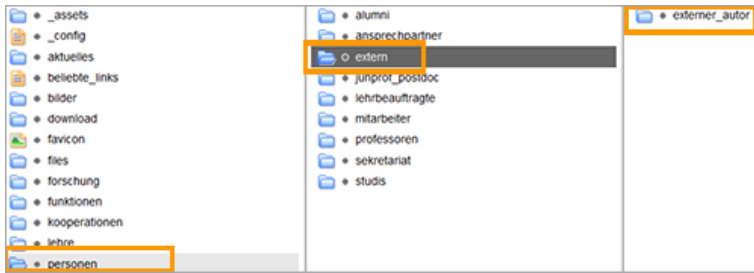 _assets
_config
aktuelles
beliebte_links
bilder
download
favicon
files
forschung
funktionen
kooperationen
lehre
personen
alumni
ansprechpartner
extern
junprof_postdoc
lehrbeauftragte
mitarbeiter
professoren
sekretariat
studis
externer_autor